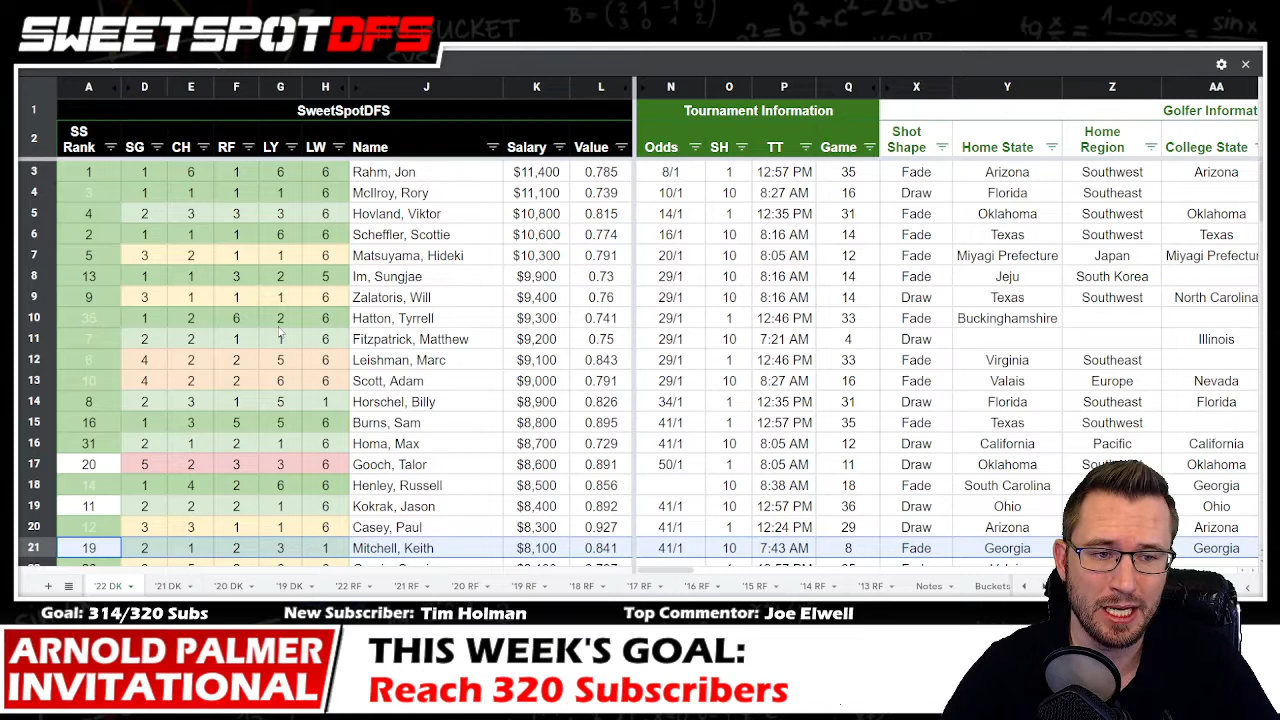 SWEETSPOTDFS
A D E F G H J K L N O P Q X Y Z AA
1 SweetSpotDFS Tournament Information Golfer Informat
2 SS Rank SG CH RF LY LW Name Salary Value Odds SH TT Game Shot Shape Home State Home Region College State
3 1 1 6 1 6 6 Rahm, Jon $11,400 0.785 8/1 1 12:57 PM 35 Fade Arizona Southwest Arizona
4 3 1 1 1 1 6 McIlroy, Rory $11,100 0.739 10/1 10 8:27 AM 16 Draw Florida Southeast
5 4 2 3 3 3 6 Hovland, Viktor $10,800 0.815 14/1 1 12:35 PM 31 Fade Oklahoma Southwest Oklahoma
6 2 1 1 1 6 6 Scheffler, Scottie $10,600 0.774 16/1 1 8:16 AM 14 Fade Texas Southwest Texas
7 5 3 2 1 1 6 Matsuyama, Hideki $10,300 0.791 20/1 1 8:05 AM 12 Fade Miyagi Prefecture Japan Miyagi Prefectur
8 13 1 1 3 2 5 Im, Sungjae $9,900 0.73 29/1 10 8:16 AM 14 Fade Jeju South Korea
9 9 3 1 1 1 6 Zalatoris, Will $9,400 0.76 29/1 1 8:16 AM 14 Draw Texas Southwest North Carolina
10 35 1 2 6 2 6 Hatton, Tyrrell $9,300 0.741 29/1 1 12:46 PM 33 Fade Buckinghamshire
11 7 2 2 1 1 6 Fitzpatrick, Matthew $9,200 0.75 29/1 10 7:21 AM 4 Draw Illinois
12 6 4 2 2 5 6 Leishman, Marc $9,100 0.843 29/1 1 12:46 PM 33 Fade Virginia Southeast
13 10 4 2 2 6 6 Scott, Adam $9,000 0.791 29/1 10 8:27 AM 16 Fade Valais Europe Nevada
14 8 2 3 1 5 1 Horschel, Billy $8,900 0.826 34/1 1 12:35 PM 31 Draw Florida Southeast Florida
15 16 1 3 5 5 6 Burns, Sam $8,800 0.895 41/1 1 12:57 PM 35 Fade
16 31 2 1 2 1 6 Homa, Max $8,700 0.729 41/1 10 8:05 AM 12 Draw California Pacific California
17 20 5 2 3 3 6 Gooch, Talor $8,600 0.891 50/1 1 8:05 AM 11 Draw Oklahoma Oklahoma
18 14 1 4 2 6 6 Henley, Russell $8,500 0.856 10 8:38 AM 18 Fade South Carolina Georgia
19 11 2 2 2 1 6 Kokrak, Jason $8,400 0.892 41/1 10 12:57 PM 36 Draw Ohio Ohio
20 12 3 3 1 1 6 Casey, Paul $8,300 0.927 41/1 1 12:24 PM 29 Draw Arizona Arizona
21 19 2 1 2 3 1 Mitchell, Keith $8,100 0.841 41/1 10 7:43 AM 8 Fade Georgia Georgia
'22 DK '21 DK '20 DK '19 DK '22 RF '21 RF '20 RF '19 RF '18 RF '17 RF '16 RF '15 RF '14 RF '13 RF Notes Buckets
Goal: 314/320 Subs New Subscriber: Tim Holman Top Commentor: Joe Elwell
ARNOLD PALMER
INVITATIONAL
THIS WEEK'S GOAL:
Reach 320 Subscribers